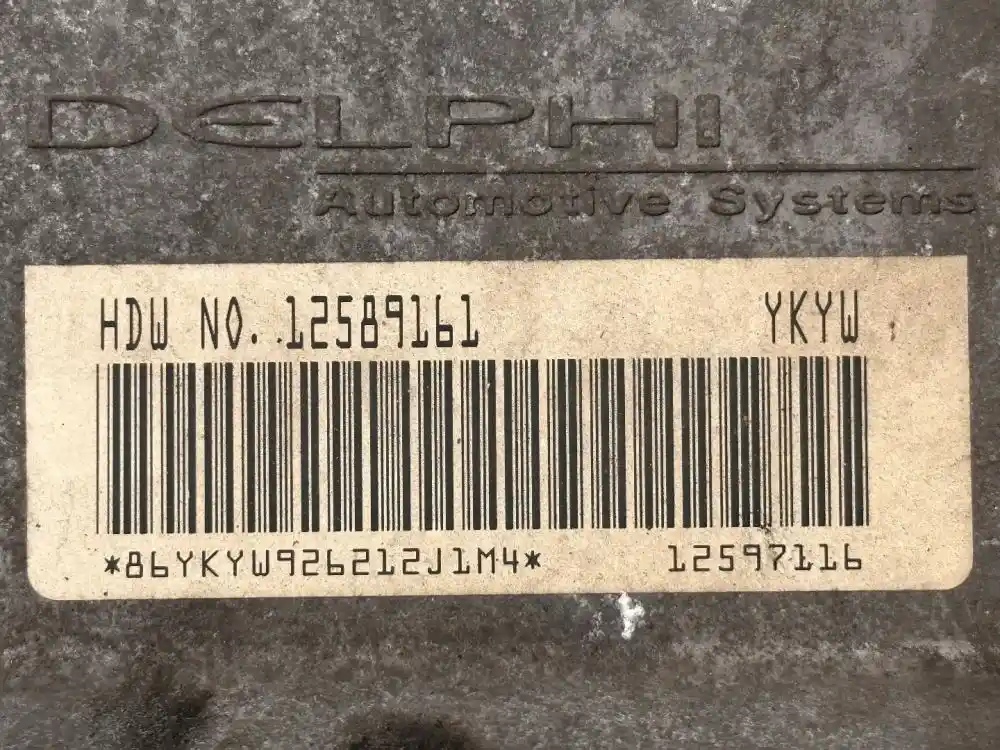 DELPHI
Automotive Systems
HDW NO. 12589161 YKYW
*86YKYW926212J1M4* 12597116